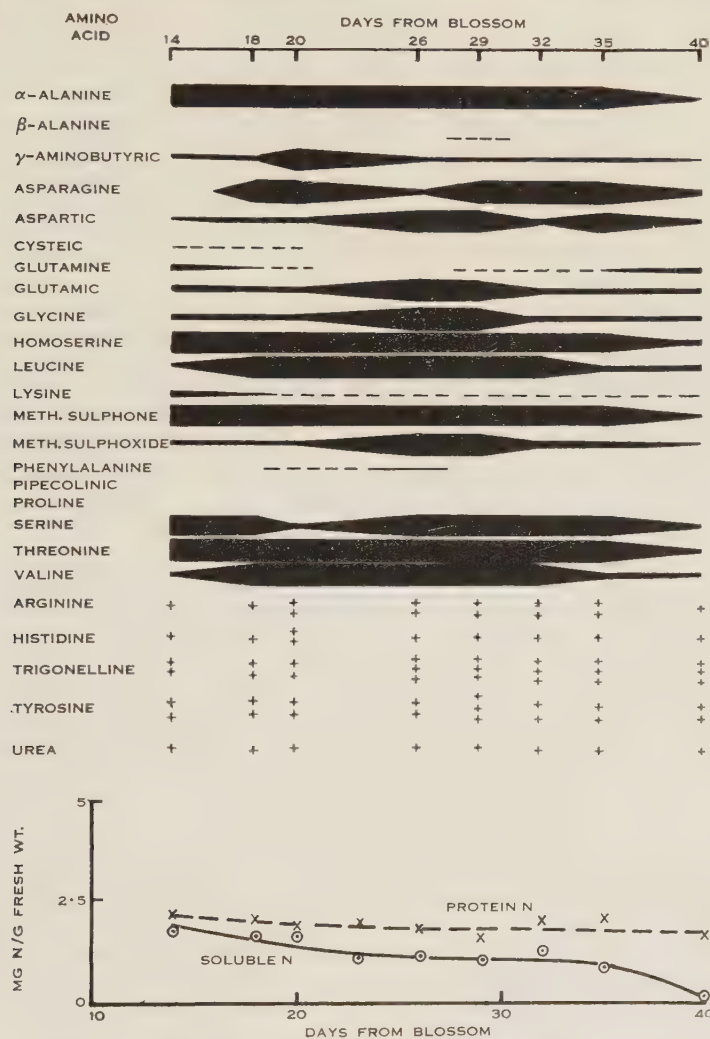 AMINO
ACID
DAYS FROM BLOSSOM
14 18 20 26 29 32 35 40
α-ALANINE
β-ALANINE
γ-AMINOBUTYRIC
ASPARAGINE
ASPARTIC
CYSTEIC
GLUTAMINE
GLUTAMIC
GLYCINE
HOMOSERINE
LEUCINE
LYSINE
METH. SULPHONE
METH. SULPHOXIDE
PHENYLALANINE
PIPECOLINIC
PROLINE
SERINE
THREONINE
VALINE
ARGININE
HISTIDINE
TRIGONELLINE
.TYROSINE
UREA
MG N/G FRESH WT.
5
2·5
0
PROTEIN N
SOLUBLE N
10 20 30 40
DAYS FROM BLOSSOM